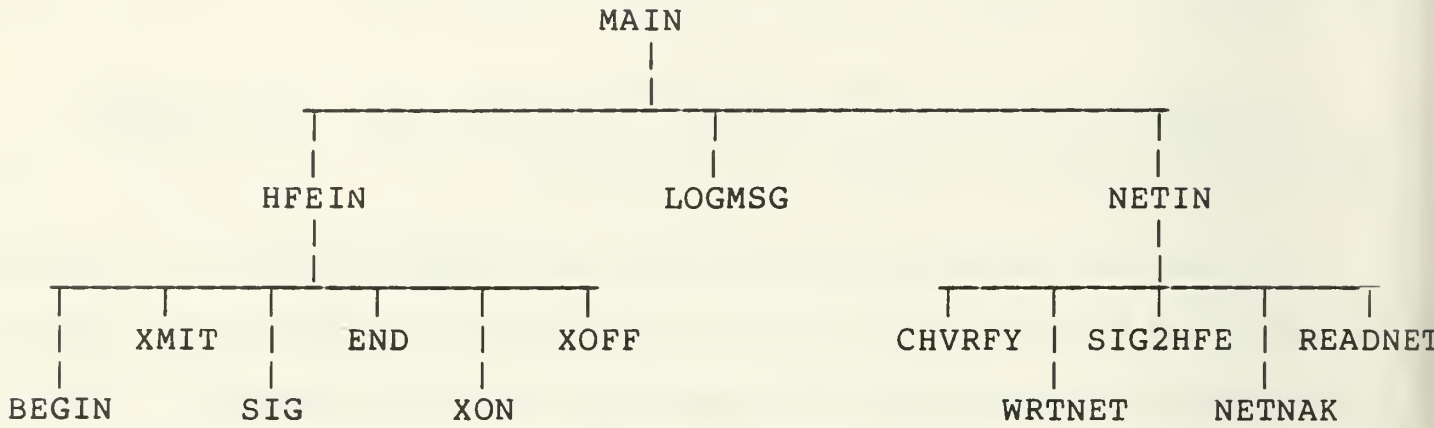 MAIN
HFEIN LOGMSG NETIN
XMIT END XOFF CHVRFY SIG2HFE READNET
BEGIN SIG XON WRTNET NETNAK